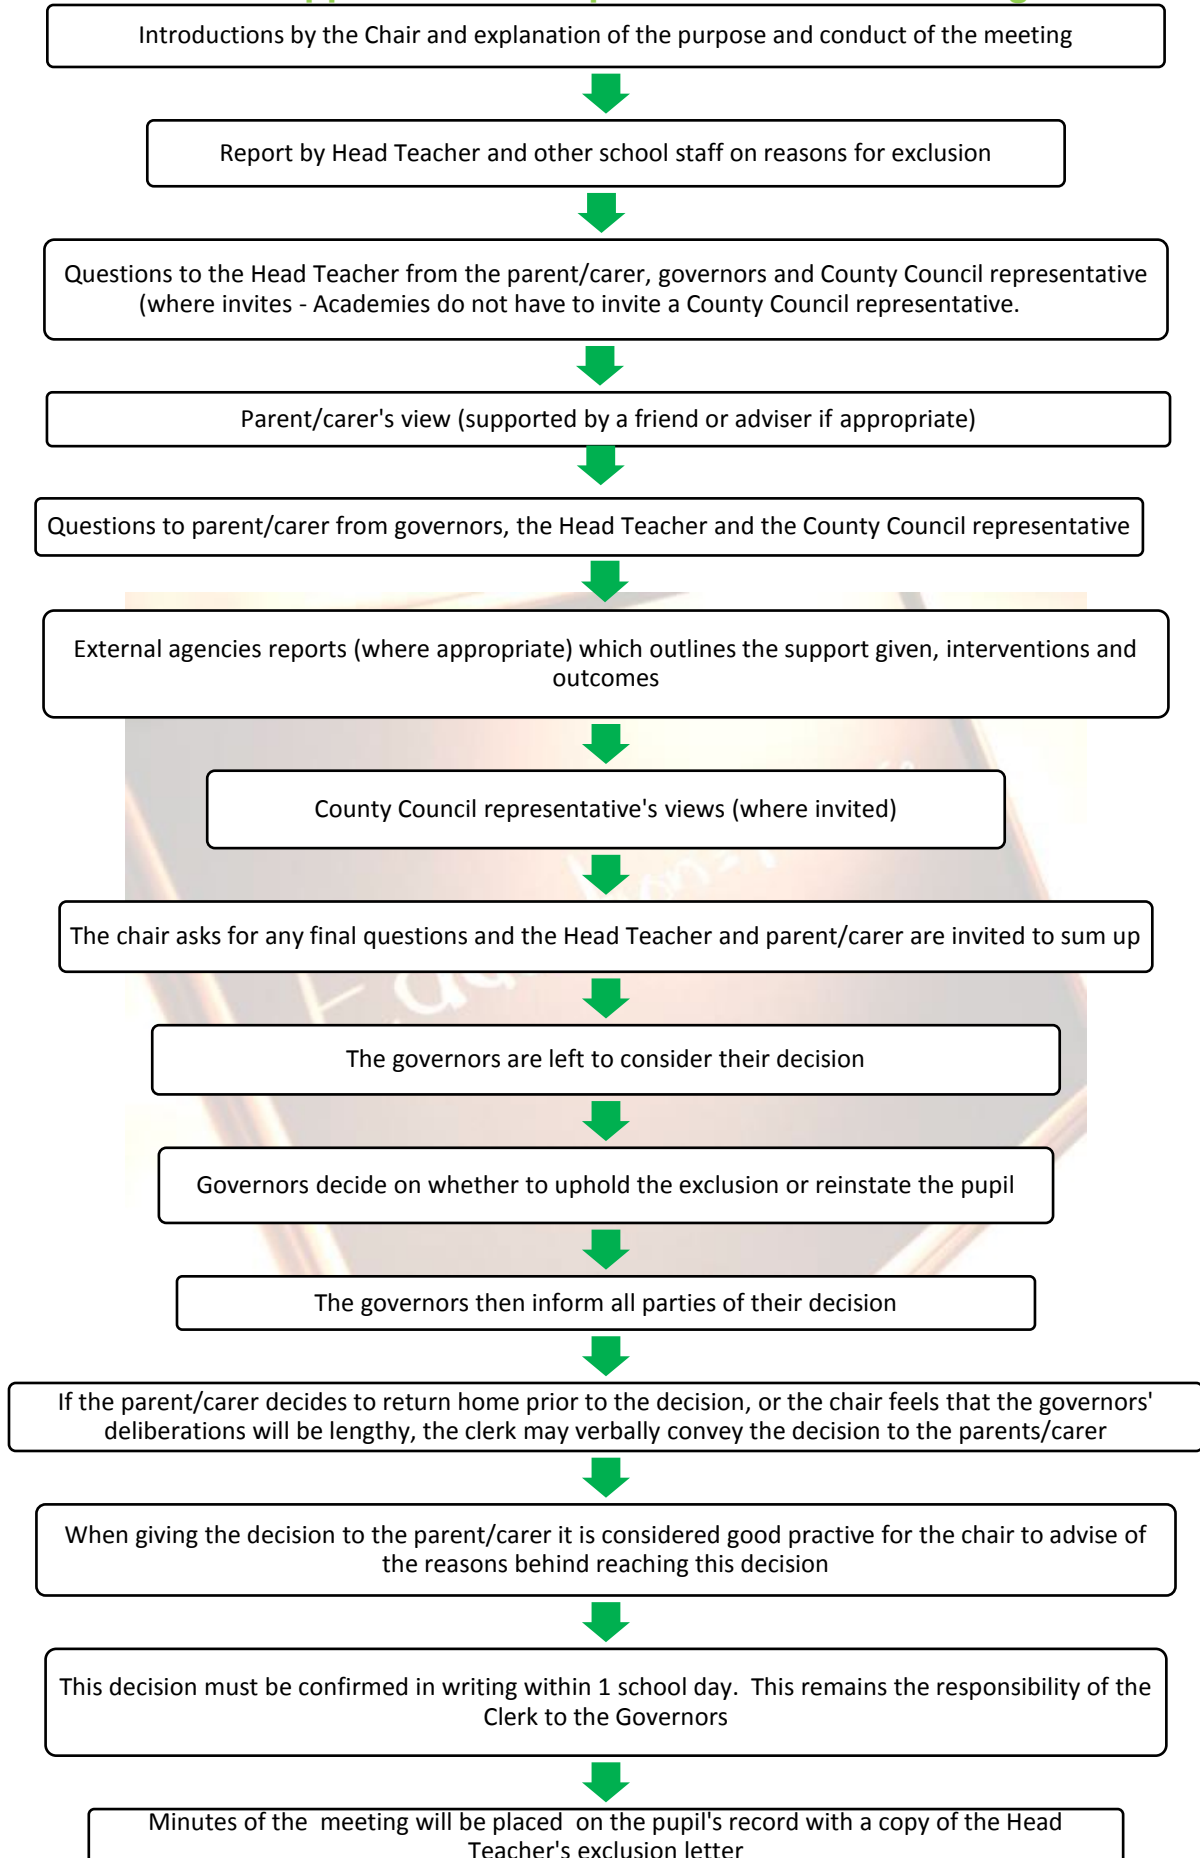 Introductions by the Chair and explanation of the purpose and conduct of the meeting
Report by Head Teacher and other school staff on reasons for exclusion
Questions to the Head Teacher from the parent/carer, governors and County Council representative
(where invites - Academies do not have to invite a County Council representative.
Parent/carer's view (supported by a friend or adviser if appropriate)
Questions to parent/carer from governors, the Head Teacher and the County Council representative
External agencies reports (where appropriate) which outlines the support given, interventions and
outcomes
County Council representative's views (where invited)
The chair asks for any final questions and the Head Teacher and parent/carer are invited to sum up
The governors are left to consider their decision
Governors decide on whether to uphold the exclusion or reinstate the pupil
The governors then inform all parties of their decision
If the parent/carer decides to return home prior to the decision, or the chair feels that the governors'
deliberations will be lengthy, the clerk may verbally convey the decision to the parents/carer
When giving the decision to the parent/carer it is considered good practive for the chair to advise of
the reasons behind reaching this decision
This decision must be confirmed in writing within 1 school day.  This remains the responsibility of the
Clerk to the Governors
Minutes of the  meeting will be placed  on the pupil's record with a copy of the Head
Teacher's exclusion letter